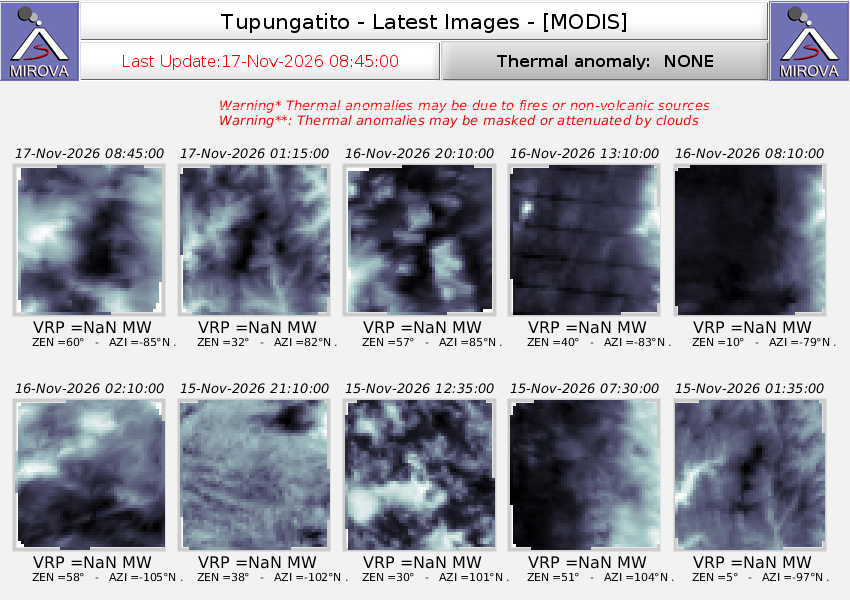 Tupungatito - Latest Images - [MODIS]
MIROVA
Last Update:17-Nov-2026 08:45:00
Thermal anomaly: NONE
MIROVA
Warning* Thermal anomalies may be due to fires or non-volcanic sources
Warning**: Thermal anomalies may be masked or attenuated by clouds
17-Nov-2026 08:45:00 17-Nov-2026 01:15:00 16-Nov-2026 20:10:00 16-Nov-2026 13:10:00 16-Nov-2026 08:10:00
VRP =NaN MW VRP =NaN MW VRP =NaN MW VRP =NaN MW VRP =NaN MW
ZEN =60° - AZI =-85°N . ZEN =32° - AZI =82°N . ZEN =57° - AZI =85°N . ZEN =40° - AZI =-83°N . ZEN =10° - AZI =-79°N .
16-Nov-2026 02:10:00 15-Nov-2026 21:10:00 15-Nov-2026 12:35:00 15-Nov-2026 07:30:00 15-Nov-2026 01:35:00
VRP =NaN MW VRP =NaN MW VRP =NaN MW VRP =NaN MW VRP =NaN MW
ZEN =58° - AZI =-105°N . ZEN =38° - AZI =-102°N . ZEN =30° - AZI =101°N . ZEN =51° - AZI =104°N . ZEN =5° - AZI =-97°N .